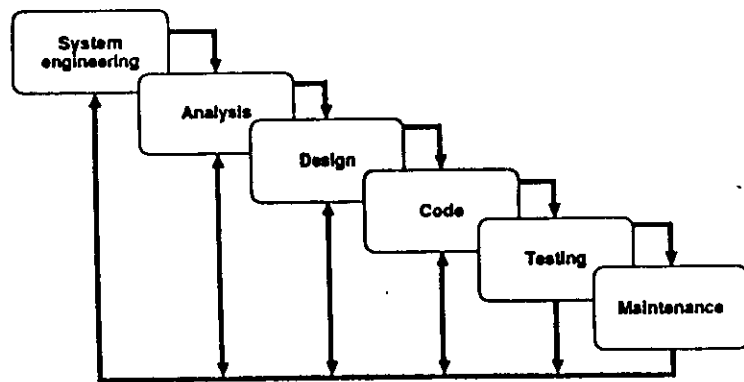 System
engineering
Analysis
Design
Code
Testing
Maintenance